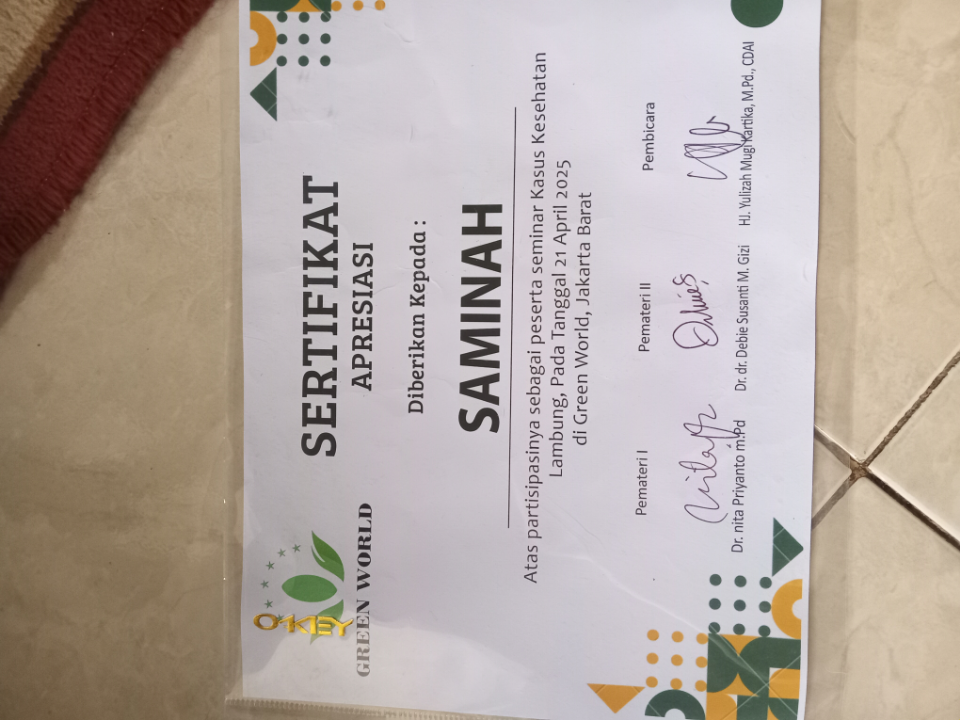 O-KEY
GREEN WORLD
SERTIFIKAT
APRESIASI
Diberikan Kepada :
SAMINAH
Atas partisipasinya sebagai peserta seminar Kasus Kesehatan
Lambung, Pada Tanggal 21 April 2025
di Green World, Jakarta Barat
Pemateri I
Pemateri II
Pembicara
Dr. nita Priyanto m.Pd
Dr. dr. Debie Susanti M. Gizi
HJ. Yulizah Mugi Kartika, M.Pd., CDAI